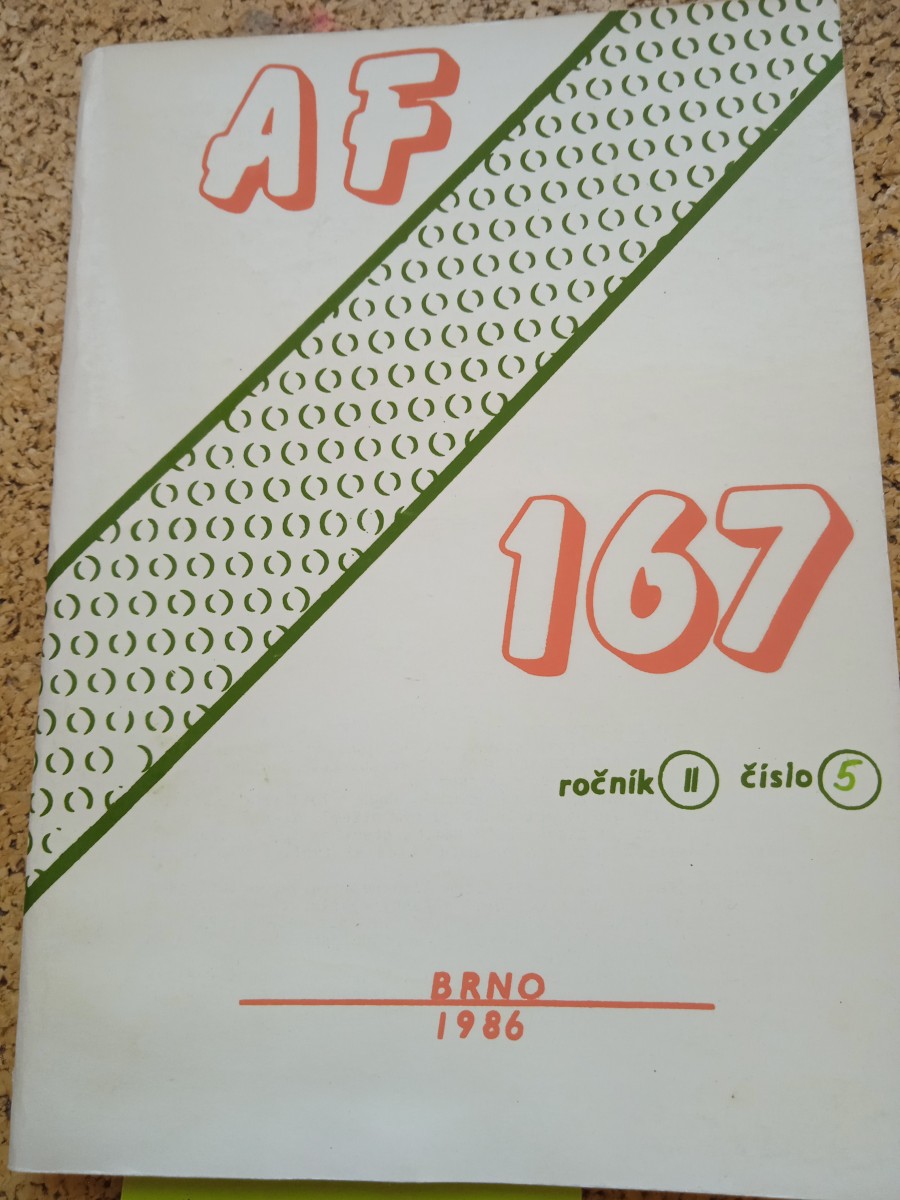 AF
167
ročník II číslo 5
BRNO
1986